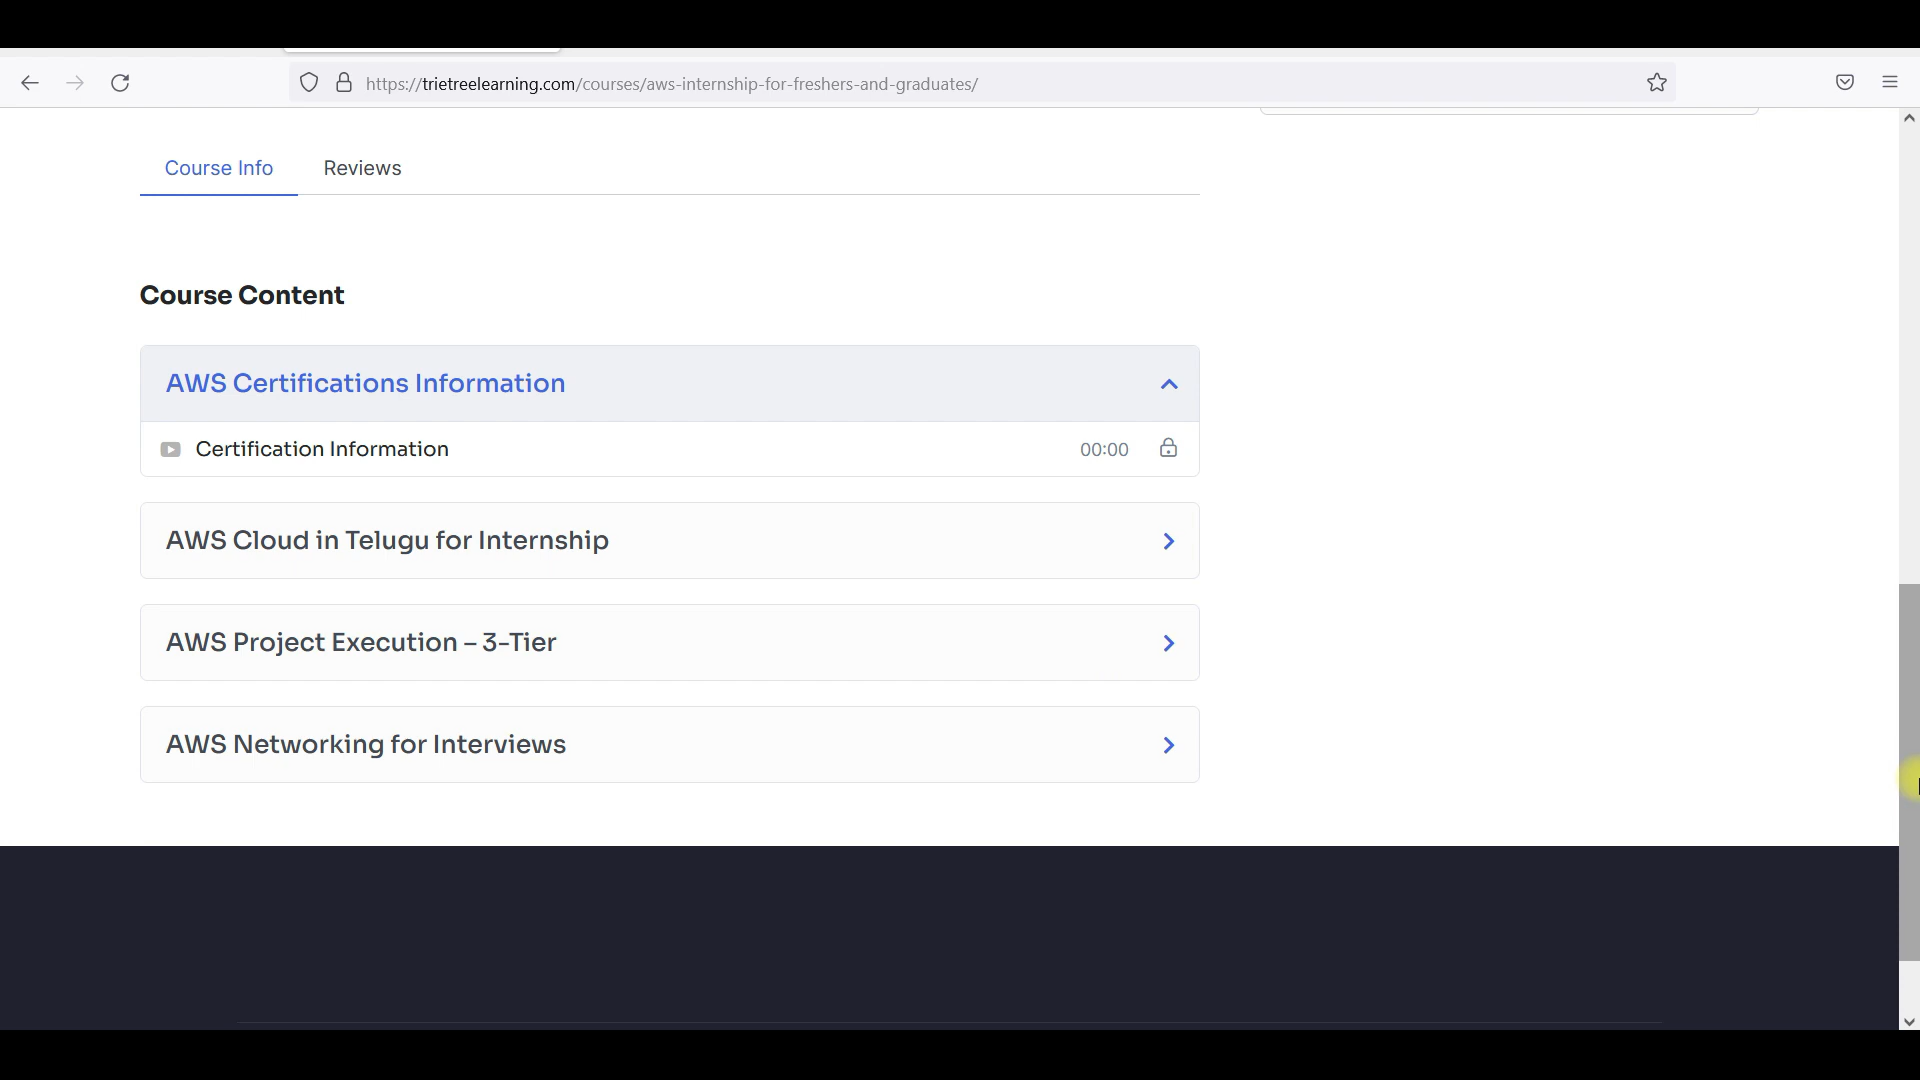 https://trietreelearning.com/courses/aws-internship-for-freshers-and-graduates/
Course Info Reviews
Course Content
AWS Certifications Information
Certification Information 00:00
AWS Cloud in Telugu for Internship
AWS Project Execution – 3-Tier
AWS Networking for Interviews